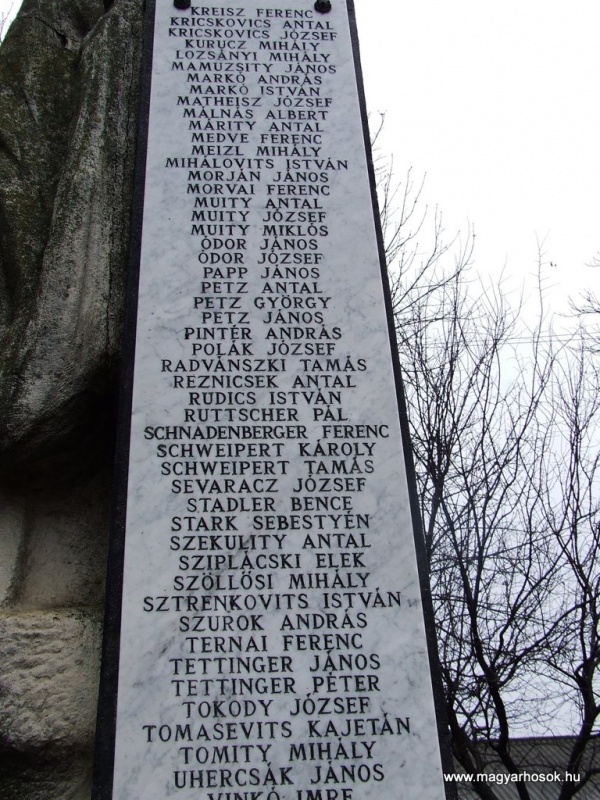 KREISZ FERENC
KRICSKOVICS ANTAL
KRICSKOVICS JÓZSEF
KURUCZ MIHÁLY
LOZSÁNYI MIHÁLY
MAMUZSITY JÁNOS
MARKÓ ANDRÁS
MARKÓ ISTVÁN
MATHEISZ JÓZSEF
MÁLNÁS ALBERT
MÁRITY ANTAL
MEDVE FERENC
MEIZL MIHÁLY
MIHÁLOVITS ISTVÁN
MORJÁN JÁNOS
MORVAI FERENC
MUITY ANTAL
MUITY JÓZSEF
MUITY MIKLÓS
ÓDOR JÁNOS
ÓDOR JÓZSEF
PAPP JÁNOS
PETZ ANTAL
PETZ GYÖRGY
PETZ JÁNOS
PINTÉR ANDRÁS
POLÁK JÓZSEF
RADVÁNSZKI TAMÁS
REZNICSEK ANTAL
RUDICS ISTVÁN
RUTTSCHER PÁL
SCHNADENBERGER FERENC
SCHWEIPERT KÁROLY
SCHWEIPERT TAMÁS
SEVARACZ JÓZSEF
STADLER BENCE
STARK SEBESTYÉN
SZEKULITY ANTAL
SZIPLÁCSKI ELEK
SZÖLLŐSI MIHÁLY
SZTRENKOVITS ISTVÁN
SZUROK ANDRÁS
TERNAI FERENC
TETTINGER JÁNOS
TETTINGER PÉTER
TOKODY JÓZSEF
TOMASEVITS KAJETÁN
TOMITY MIHÁLY
UHERCSÁK JÁNOS
VINKÓ IMRE
www.magyarhosok.hu